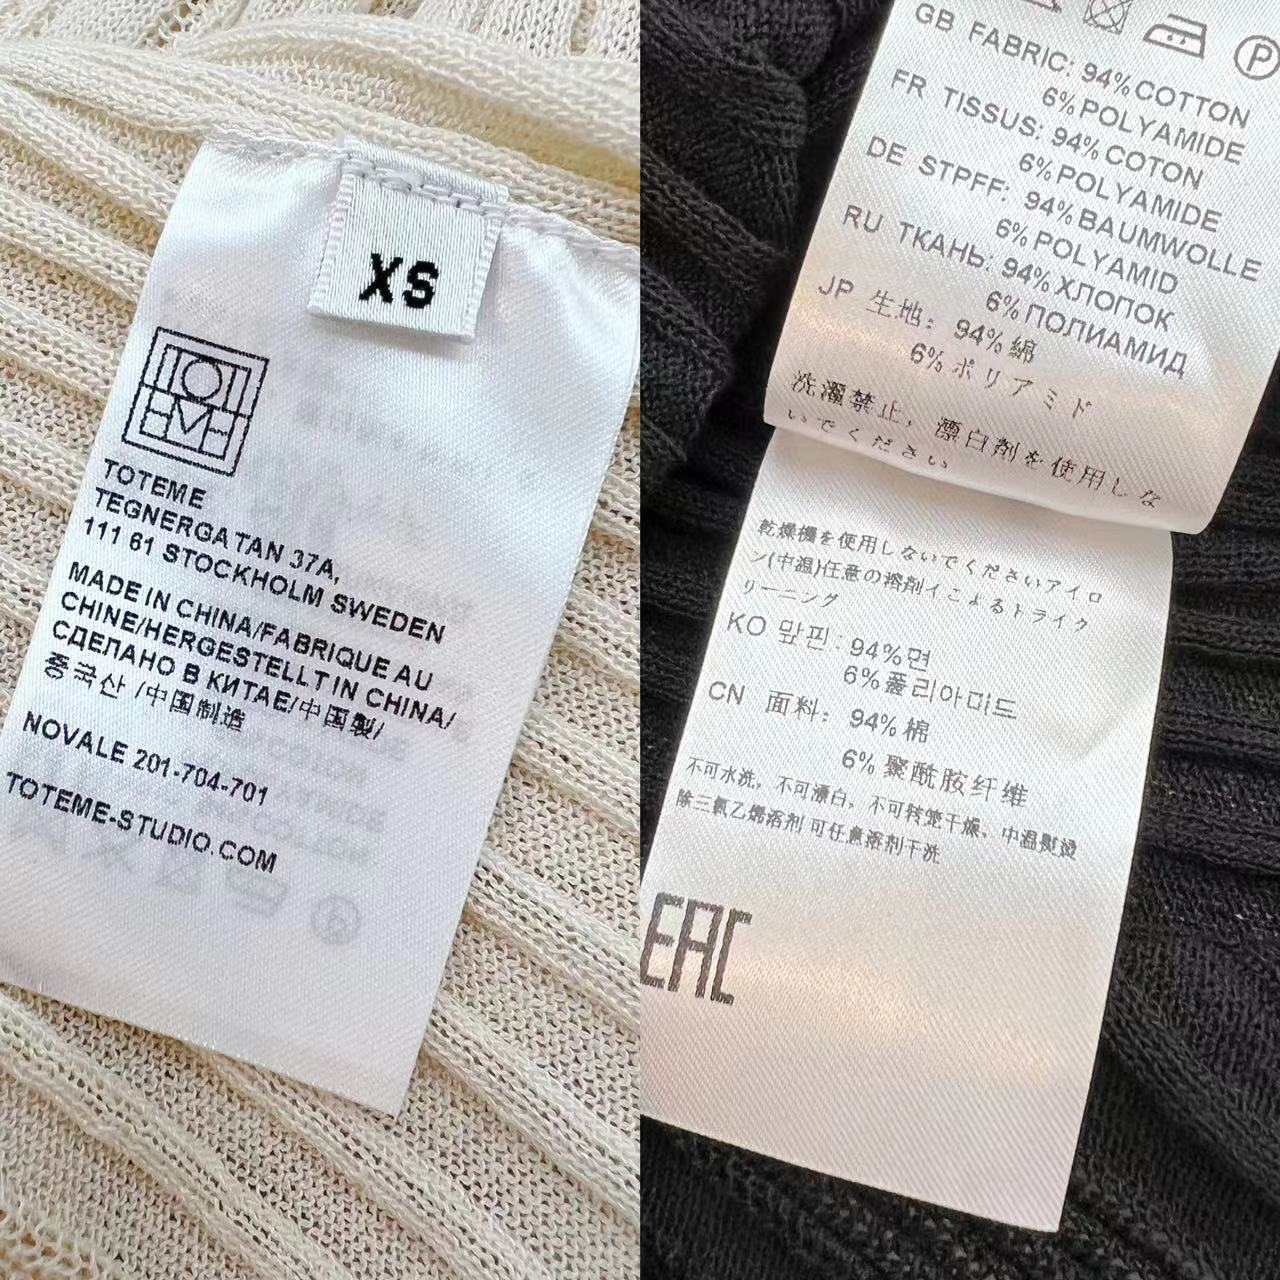 XS
TOTEME
TOTEME
TEGNERGATAN 37A,
111 61 STOCKHOLM SWEDEN
MADE IN CHINA/FABRIQUE AU
CHINE/HERGESTELLT IN CHINA/
СДЕЛАНО В КИТАЕ/中国製/
중국산 /中国制造
NOVALE 201-704-701
TOTEME-STUDIO.COM
P
GB FABRIC: 94% COTTON
6% POLYAMIDE
FR TISSUS: 94% COTON
6% POLYAMIDE
DE STPFF: 94% BAUMWOLLE
6% POLYAMID
RU ТКАНЬ: 94% ХЛОПОК
6% ПОЛИАМИД
JP 生地: 94% 綿
6% ポリアミド
洗濯禁止, 漂白剤を使用しな
いでください
乾燥機を使用しないでくださいアイロ
ン(中温)任意の溶剤イこよるトライク
リーニング
KO 맢핀: 94% 면
6% 폴리아미드
CN 面料: 94% 棉
6% 聚酰胺纤维
不可水洗, 不可漂白, 不可转笼干燥, 中温熨烫
除三氯乙烯溶剂 可任意溶剂干洗
EAC